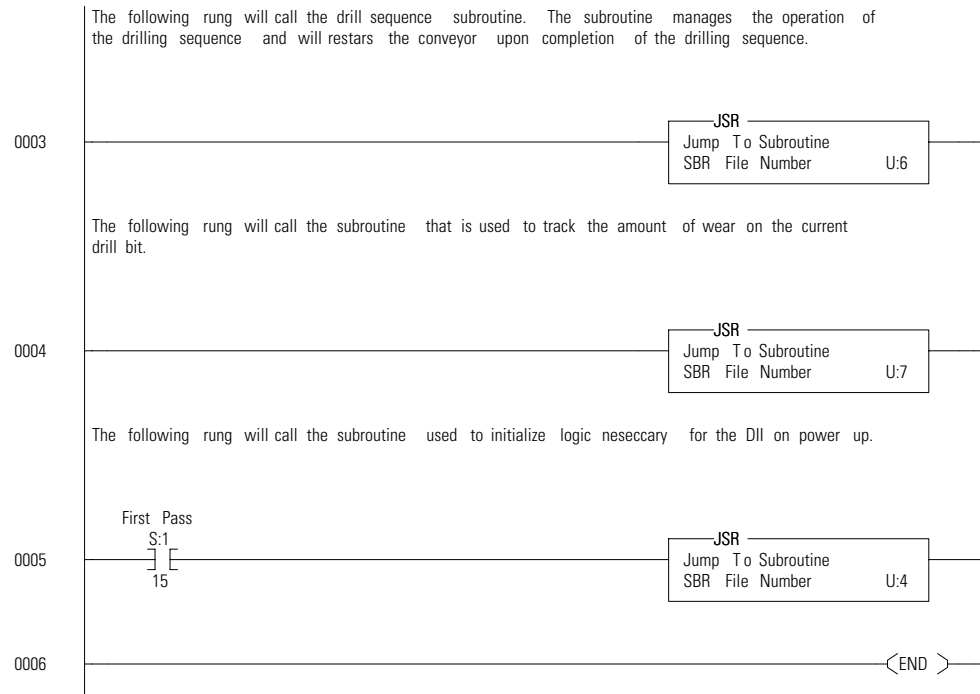 The following rung will call the drill sequence subroutine. The subroutine manages the operation of
the drilling sequence and will restars the conveyor upon completion of the drilling sequence.
JSR
0003
Jump To Subroutine
SBR File Number U:6
The following rung will call the subroutine that is used to track the amount of wear on the current
drill bit.
JSR
0004
Jump To Subroutine
SBR File Number U:7
The following rung will call the subroutine used to initialize logic neseccary for the DII on power up.
First Pass
S:1
JSR
0005
Jump To Subroutine
15
SBR File Number U:4
0006
END